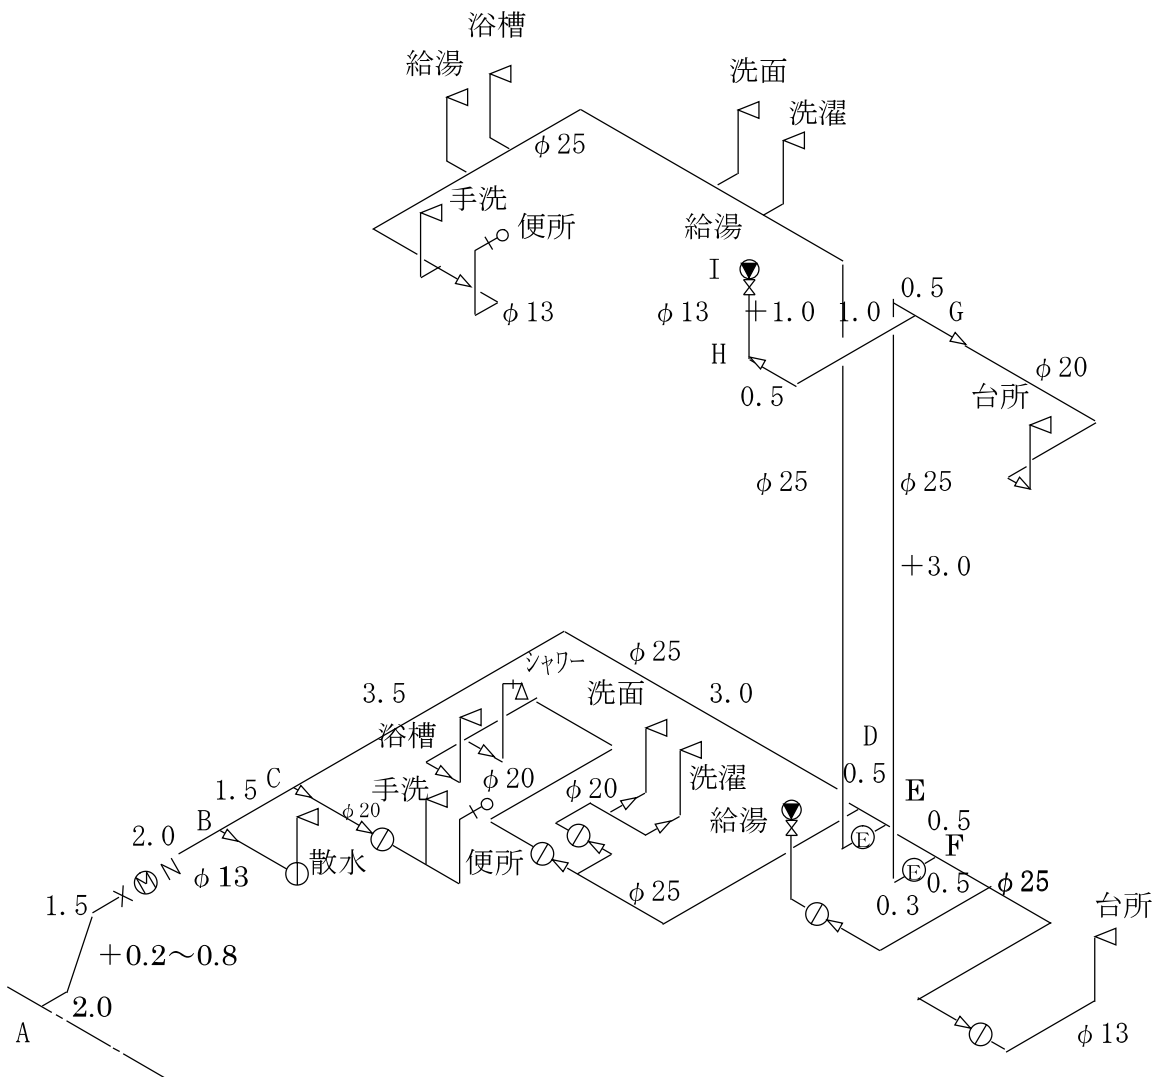 浴槽
給湯
洗面
洗濯
φ25
手洗
便所
給湯
I
φ13
φ13
+1.0
1.0
0.5
G
H
0.5
φ20
台所
φ25
φ25
+3.0
シャワー
φ25
3.5
洗面
3.0
浴槽
D
1.5
C
手洗
φ20
φ20
洗濯
0.5
E
φ20
B
2.0
給湯
0.5
F
E
散水
便所
M
N
φ13
φ25
E
0.5
φ25
1.5
0.3
台所
+0.2〜0.8
2.0
A
φ13